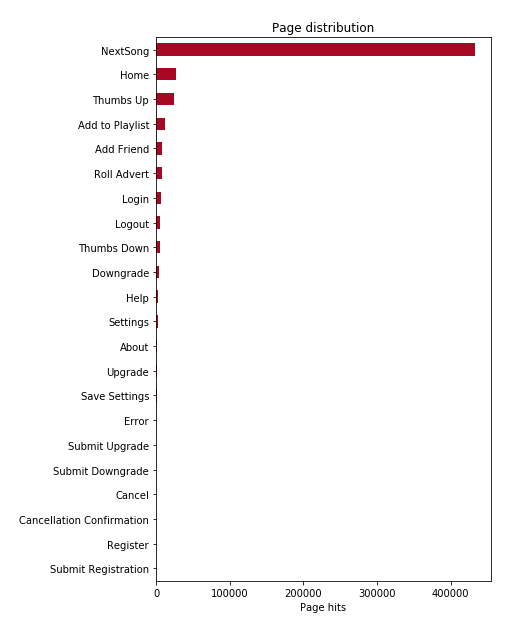 Page distribution
NextSong
Home
Thumbs Up
Add to Playlist
Add Friend
Roll Advert
Login
Logout
Thumbs Down
Downgrade
Help
Settings
About
Upgrade
Save Settings
Error
Submit Upgrade
Submit Downgrade
Cancel
Cancellation Confirmation
Register
Submit Registration
0 100000 200000 300000 400000
Page hits